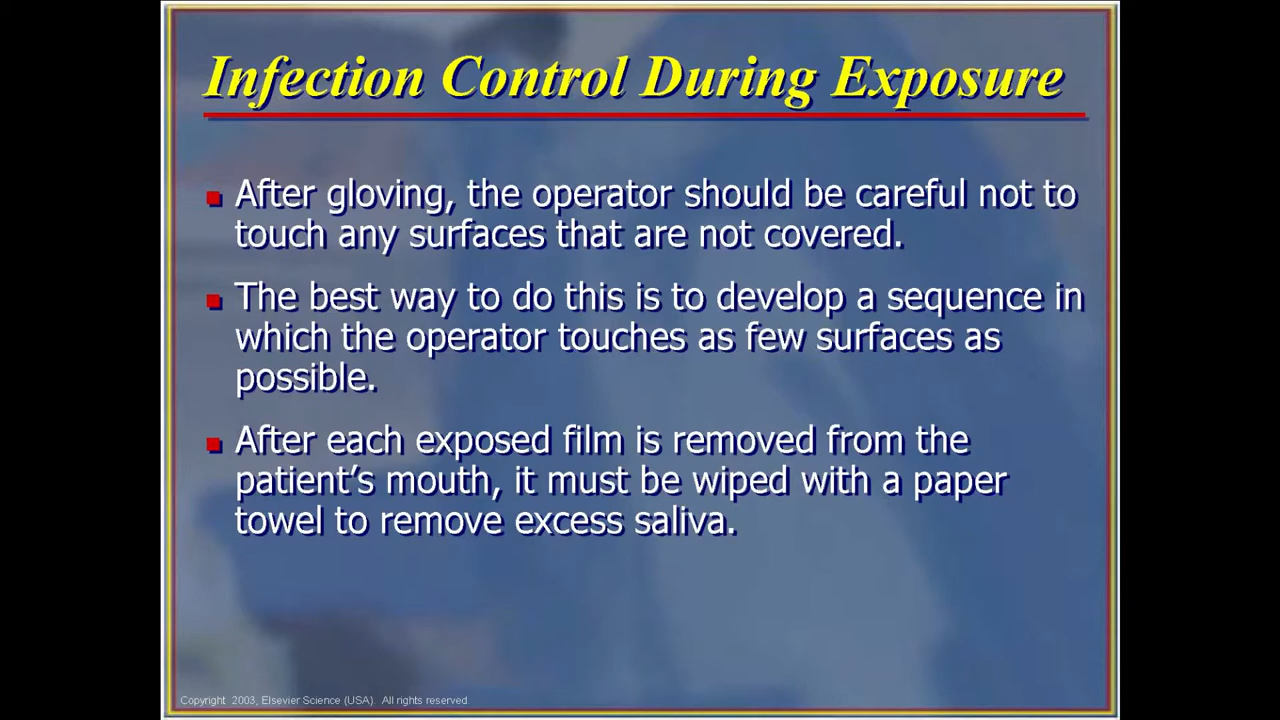 Infection Control During Exposure
After gloving, the operator should be careful not to
touch any surfaces that are not covered.
The best way to do this is to develop a sequence in
which the operator touches as few surfaces as
possible.
After each exposed film is removed from the
patient’s mouth, it must be wiped with a paper
towel to remove excess saliva.
Copyright 2003, Elsevier Science (USA). All rights reserved.